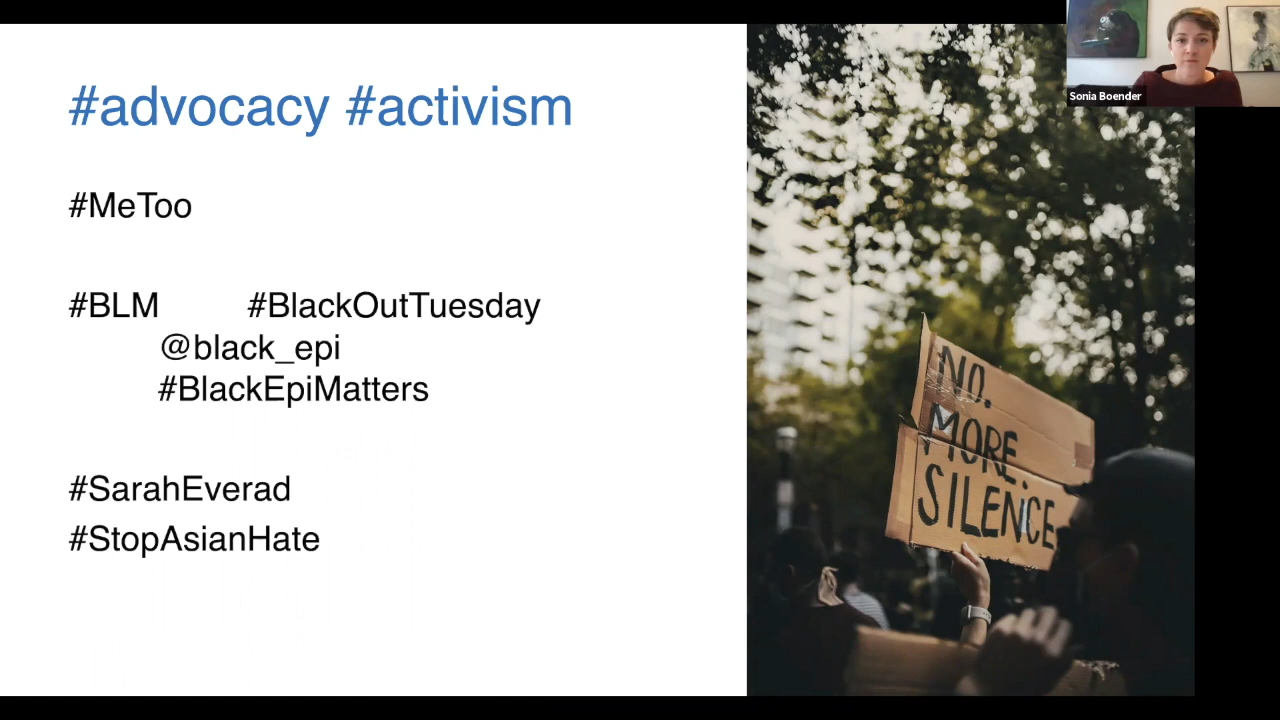 #advocacy #activism
#MeToo
#BLM #BlackOutTuesday
@black_epi
#BlackEpiMatters
#SarahEverad
#StopAsianHate
NO.
MORE.
SILENCE
Sonia Boender